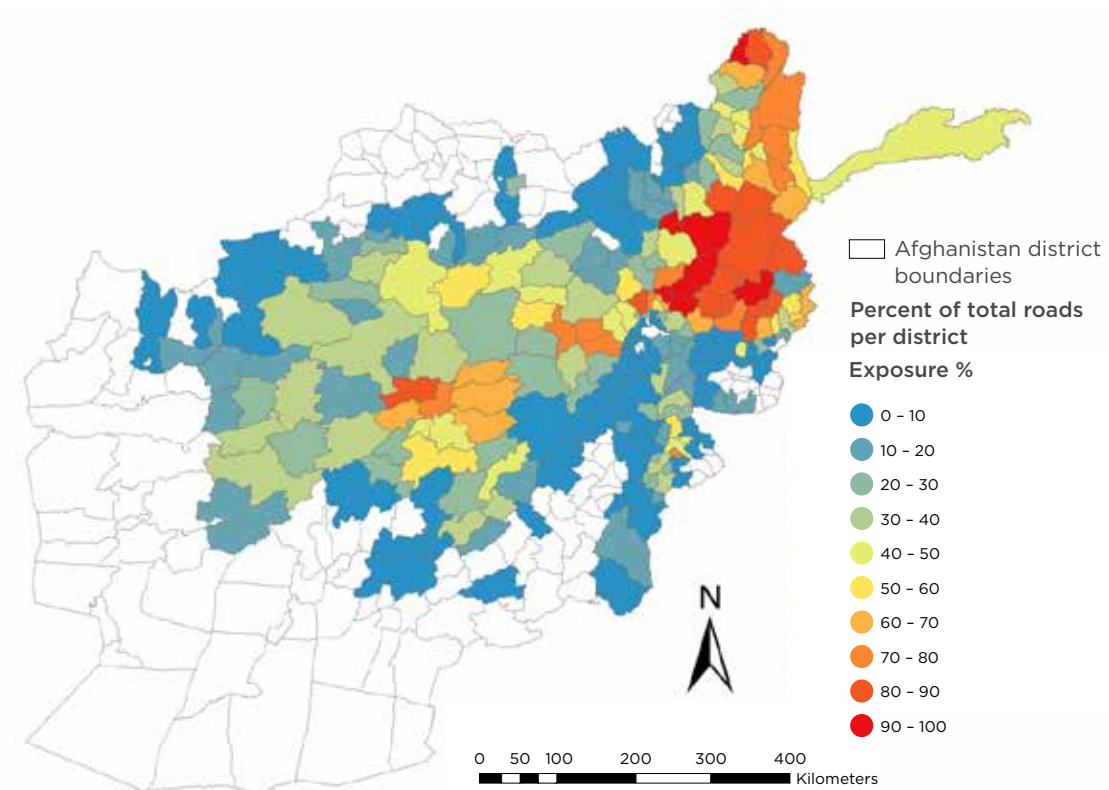 Afghanistan district
boundaries
Percent of total roads
per district
Exposure %
0 – 10
10 – 20
20 – 30
30 – 40
40 – 50
50 – 60
60 – 70
70 – 80
80 – 90
90 – 100
N
0 50 100 200 300 400
Kilometers